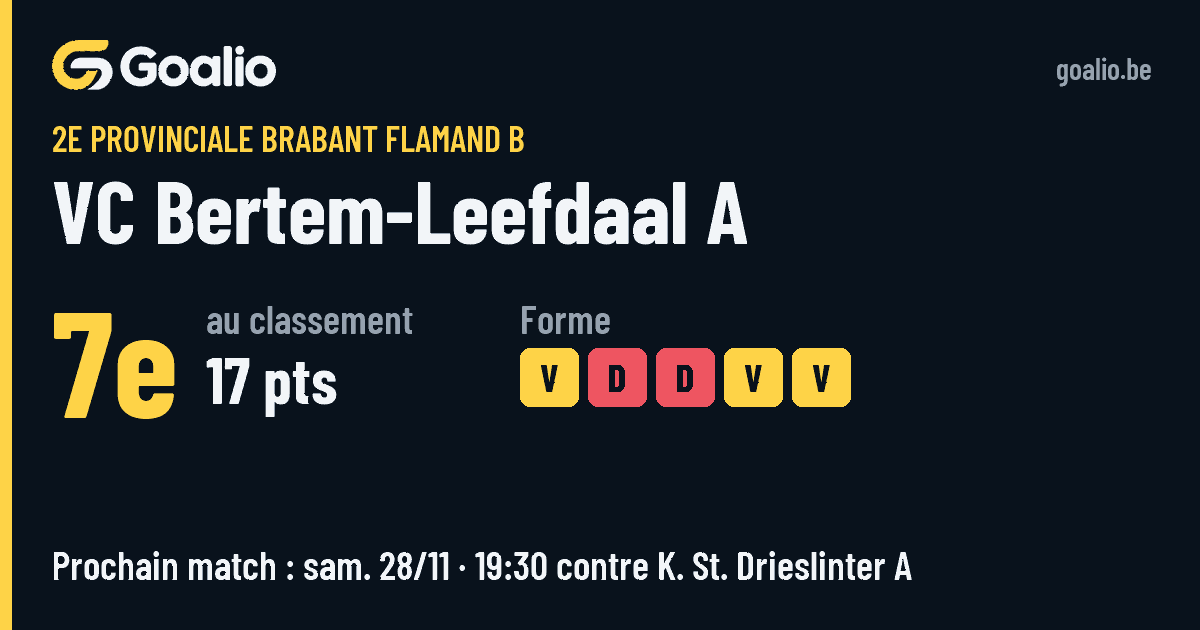 Goalio
goalio.be
2E PROVINCIALE BRABANT FLAMAND B
VC Bertem-Leefdaal A
7e
au classement
17 pts
Forme
V D D V V
Prochain match : sam. 28/11 · 19:30 contre K. St. Drieslinter A